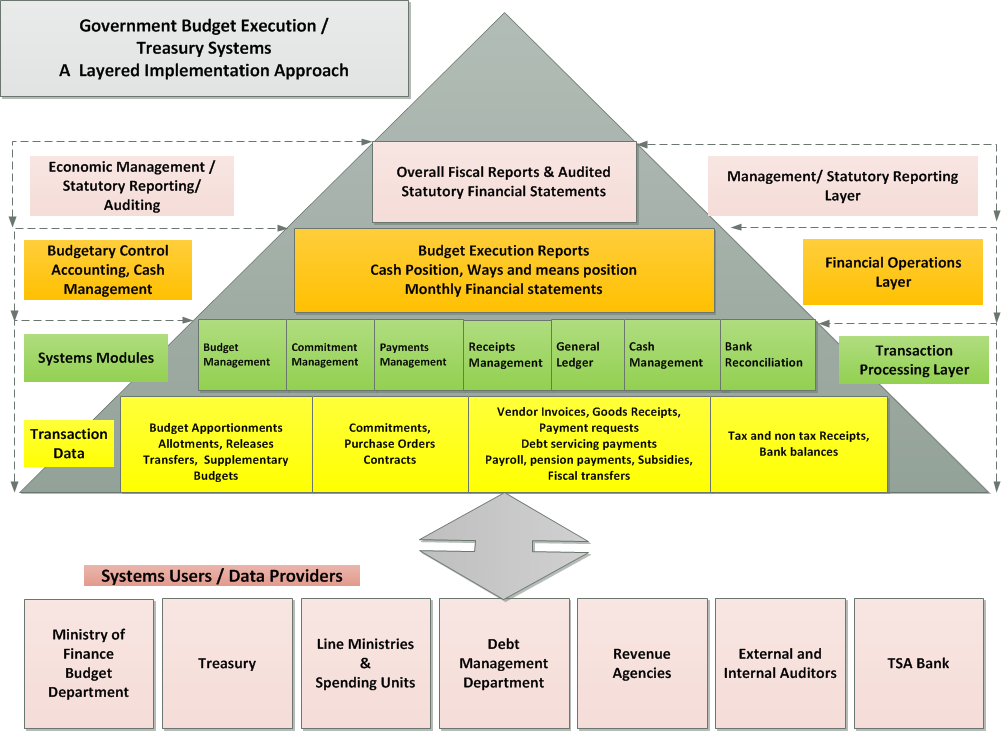 Government Budget Execution /
Treasury Systems
A Layered Implementation Approach
Economic Management /
Statutory Reporting/
Auditing
Overall Fiscal Reports & Audited
Statutory Financial Statements
Management/ Statutory Reporting
Layer
Budgetary Control
Accounting, Cash
Management
Budget Execution Reports
Cash Position, Ways and means position
Monthly Financial statements
Financial Operations
Layer
Systems Modules
Budget
Management
Commitment
Management
Payments
Management
Receipts
Management
General
Ledger
Cash
Management
Bank
Reconciliation
Transaction
Processing Layer
Transaction
Data
Budget Apportionments
Allotments, Releases
Transfers, Supplementary
Budgets
Commitments,
Purchase Orders
Contracts
Vendor Invoices, Goods Receipts,
Payment requests
Debt servicing payments
Payroll, pension payments, Subsidies,
Fiscal transfers
Tax and non tax Receipts,
Bank balances
Systems Users / Data Providers
Ministry of
Finance
Budget
Department
Treasury
Line Ministries
&
Spending Units
Debt
Management
Department
Revenue
Agencies
External and
Internal Auditors
TSA Bank